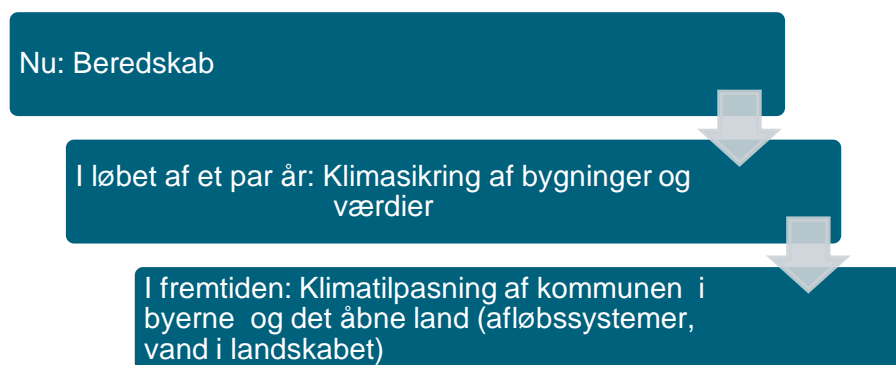 Nu: Beredskab
I løbet af et par år: Klimasikring af bygninger og
værdier
I fremtiden: Klimatilpasning af kommunen i
byerne og det åbne land (afløbssystemer,
vand i landskabet)